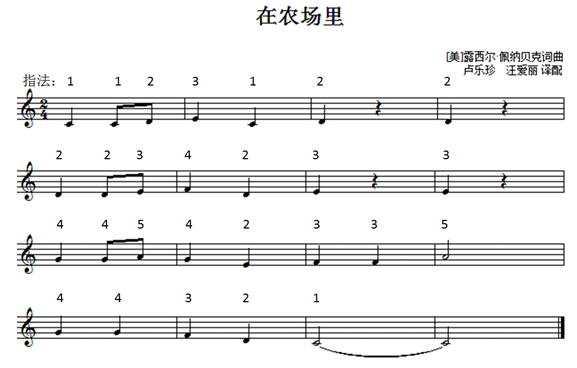 在农场里
[美]露西尔·佩纳贝克词曲
卢乐珍 汪爱丽 译配
指法: 1 1 2 3 1 2 2
2 4
2 2 3 4 2 3 3
4 4 5 4 2 3 3 5
4 4 3 2 1